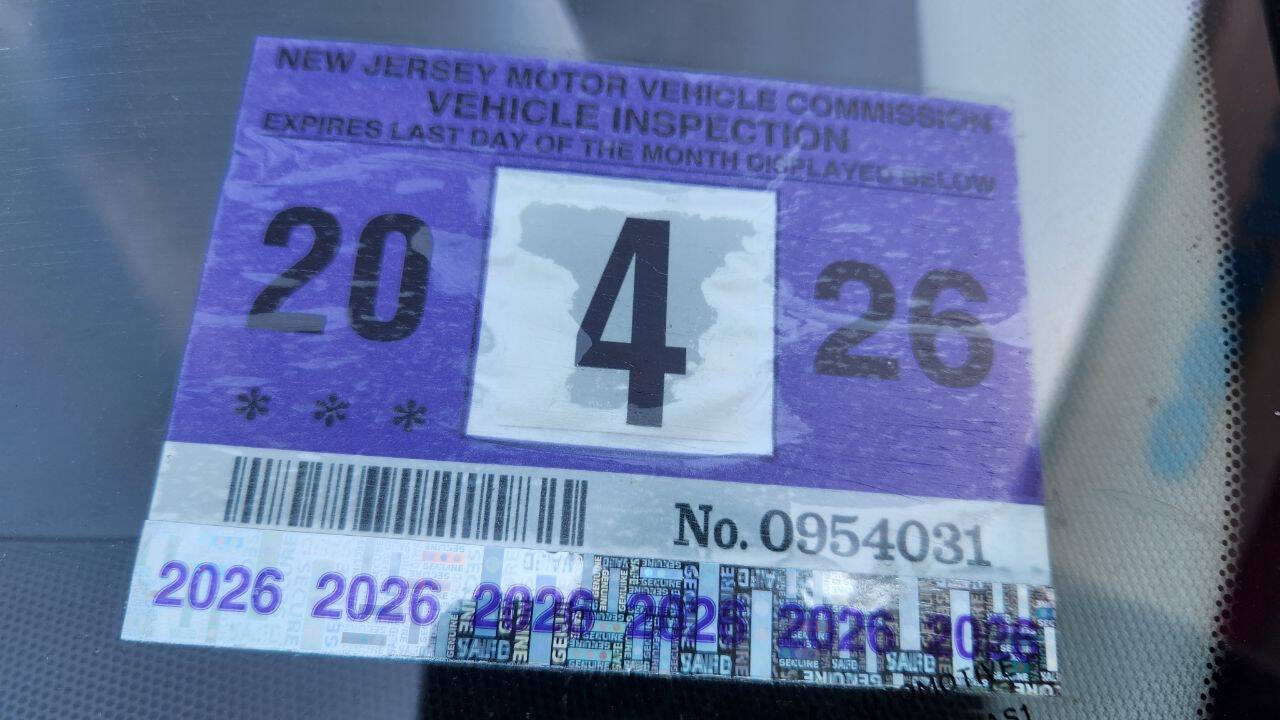 NEW JERSEY MOTOR VEHICLE COMMISSION
VEHICLE INSPECTION
EXPIRES LAST DAY OF THE MONTH DISPLAYED BELOW
20 4 26
* * *
No. 0954031
2026 2026 2026 2026 2026 2026